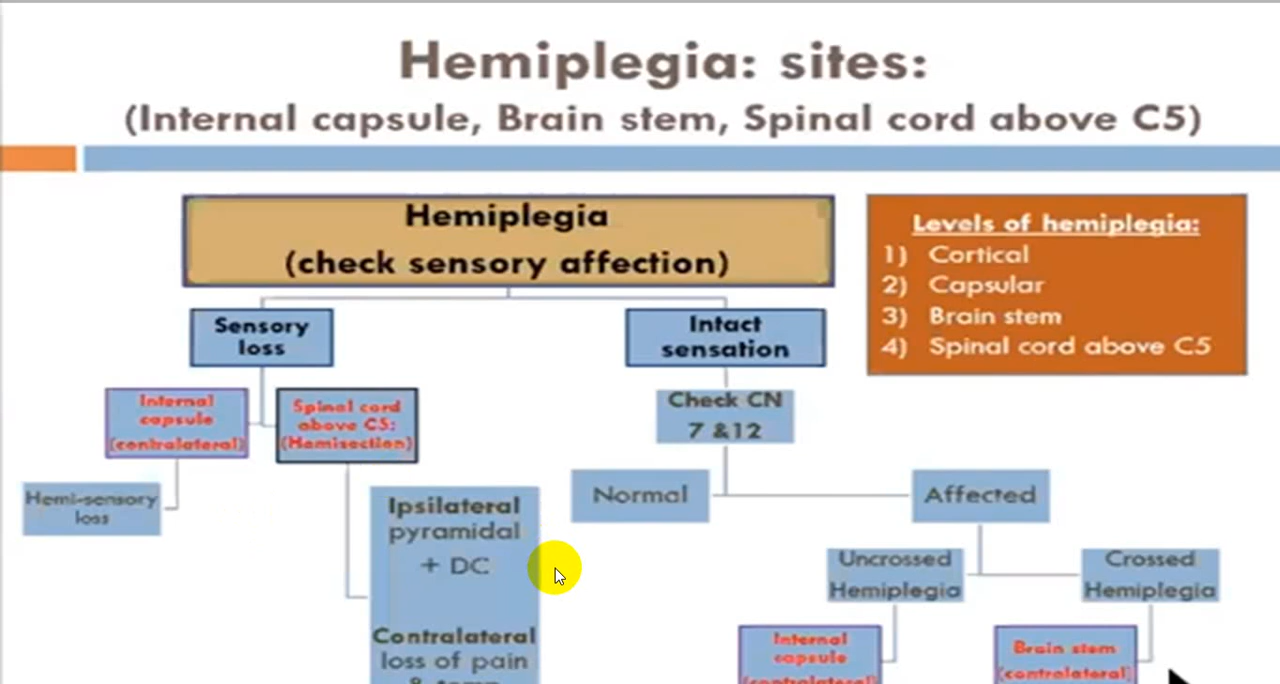 Hemiplegia: sites:
(Internal capsule, Brain stem, Spinal cord above C5)
Hemiplegia
(check sensory affection)
Levels of hemiplegia:
1) Cortical
2) Capsular
3) Brain stem
4) Spinal cord above C5
Sensory
loss
Intact
sensation
Internal
capsule
(contralateral)
Spinal cord
above C5:
(Hemisection)
Check CN
7 &12
Hemi-sensory
loss
Normal
Affected
Ipsilateral
pyramidal
+ DC
Contralateral
loss of pain
& temp
Uncrossed
Hemiplegia
Crossed
Hemiplegia
Internal
capsule
(contralateral)
Brain stem
(contralateral)